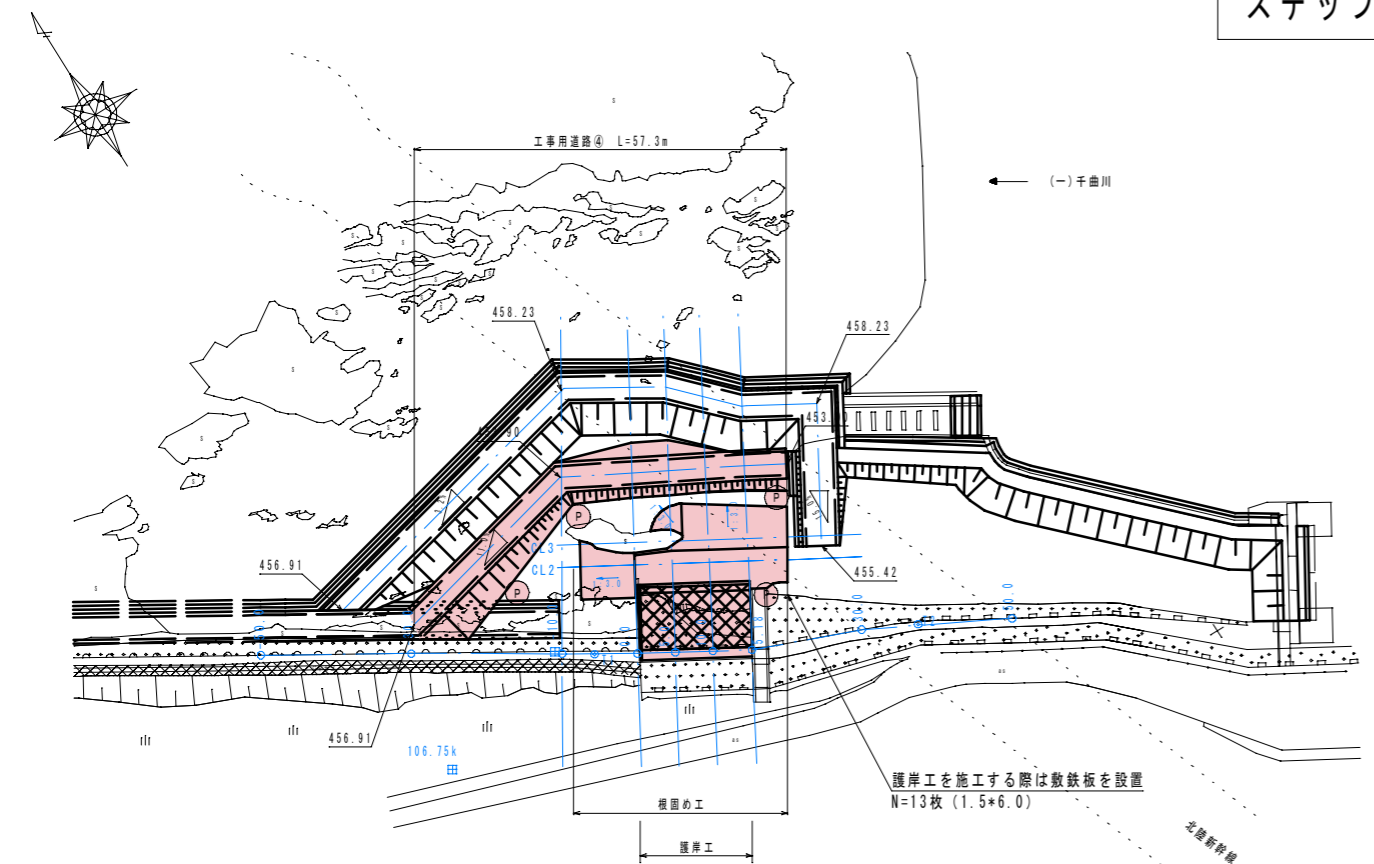 ステップ
工事用道路④ L=57.3m
(一)千曲川
458.23
458.23
CL3
CL2
456.91
455.42
P
P
P
P
456.91
106.75k
護岸工を施工する際は敷鉄板を設置
N=13枚 (1.5*6.0)
根固め工
護岸工
北陸新幹線